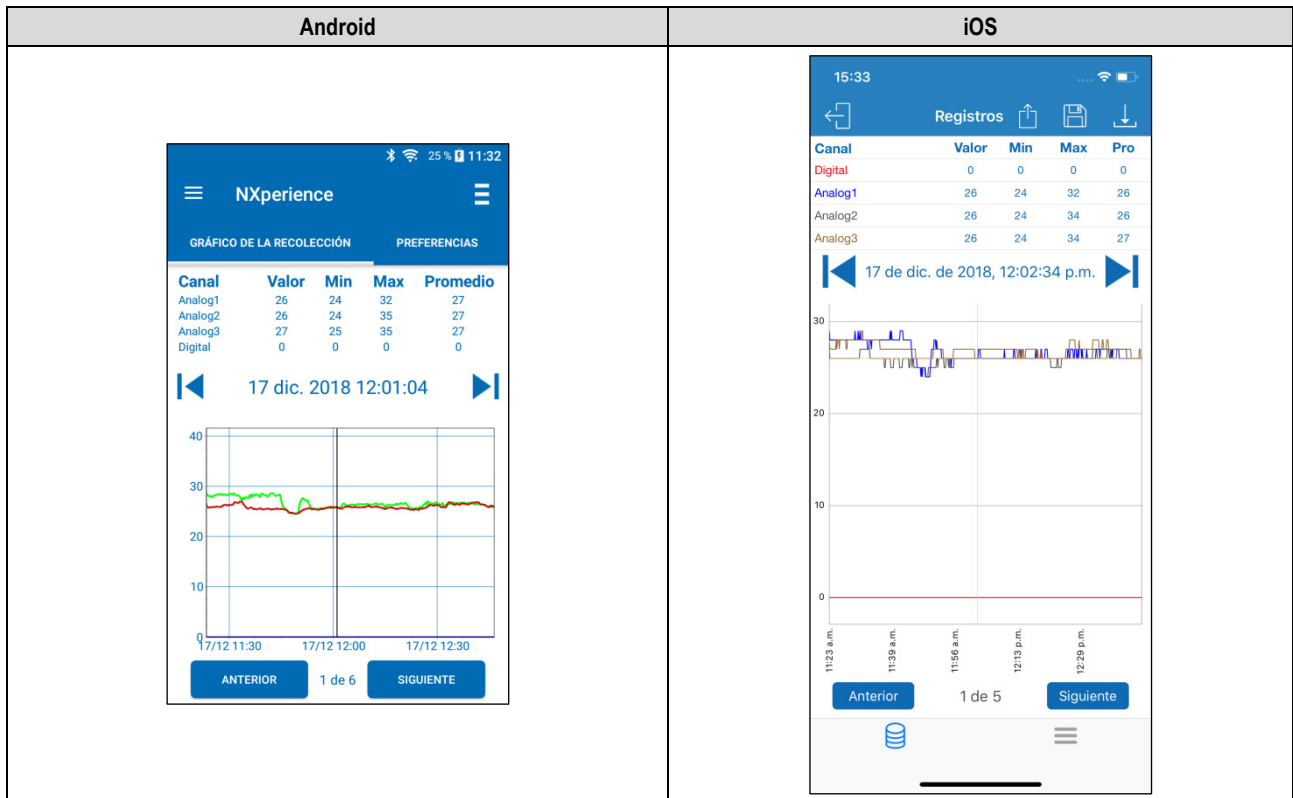 Android
iOS
25 % 11:32
NXperience
GRÁFICO DE LA RECOLECCIÓN PREFERENCIAS
Canal Valor Min Max Promedio
Analog1 26 24 32 27
Analog2 26 24 35 27
Analog3 27 25 35 27
Digital 0 0 0 0
17 dic. 2018 12:01:04
40
30
20
10
0
17/12 11:30 17/12 12:00 17/12 12:30
ANTERIOR 1 de 6 SIGUIENTE
15:33
Registros
Canal Valor Min Max Pro
Digital 0 0 0 0
Analog1 26 24 32 26
Analog2 26 24 34 26
Analog3 26 24 34 27
17 de dic. de 2018, 12:02:34 p.m.
30
20
10
0
11:23 a.m. 11:39 a.m. 11:56 a.m. 12:13 p.m. 12:29 p.m.
Anterior 1 de 5 Siguiente